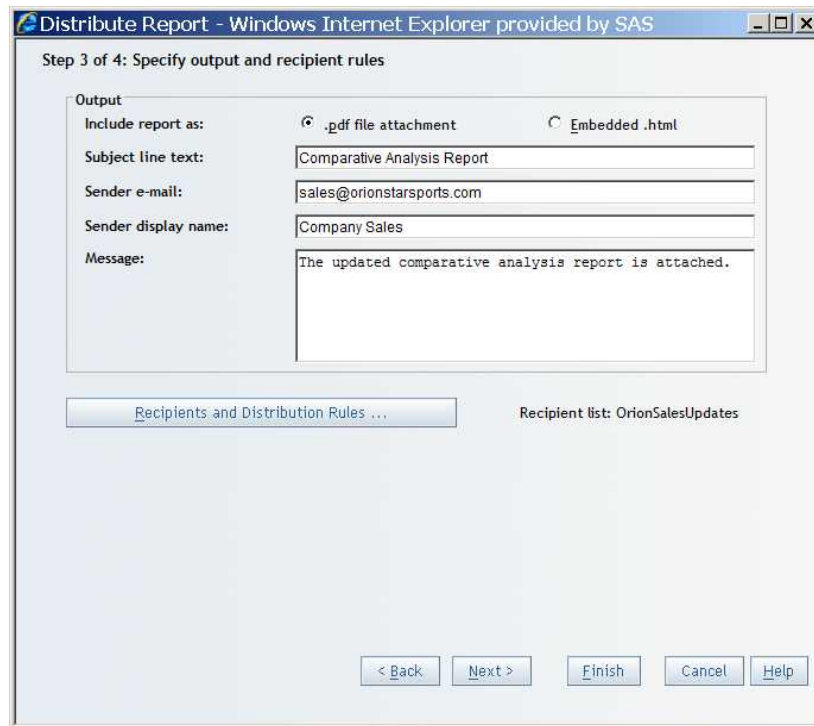 Distribute Report - Windows Internet Explorer provided by SAS
Step 3 of 4: Specify output and recipient rules
Output
Include report as: .pdf file attachment Embedded .html
Subject line text: Comparative Analysis Report
Sender e-mail: sales@orionstarsports.com
Sender display name: Company Sales
Message: The updated comparative analysis report is attached.
Recipients and Distribution Rules ... Recipient list: OrionSalesUpdates
< Back Next > Finish Cancel Help